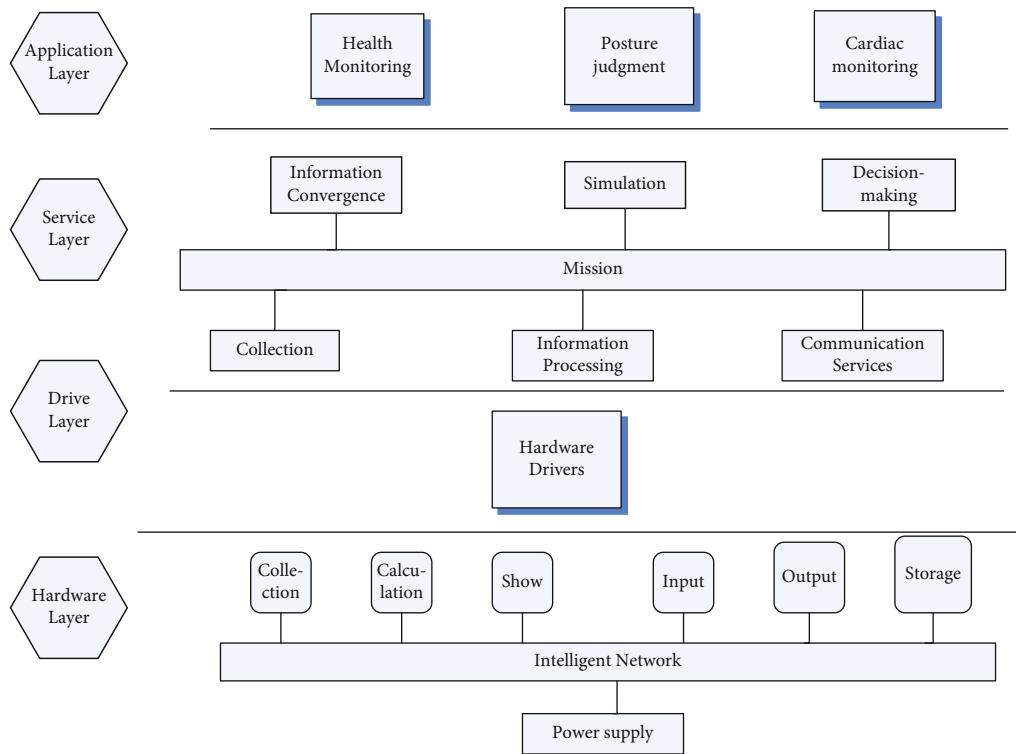 Application
Layer
Health
Monitoring
Posture
judgment
Cardiac
monitoring
Service
Layer
Information
Convergence
Simulation
Decision-
making
Mission
Collection
Information
Processing
Communication
Services
Drive
Layer
Hardware
Drivers
Hardware
Layer
Colle-
ction
Calcu-
lation
Show
Input
Output
Storage
Intelligent Network
Power supply